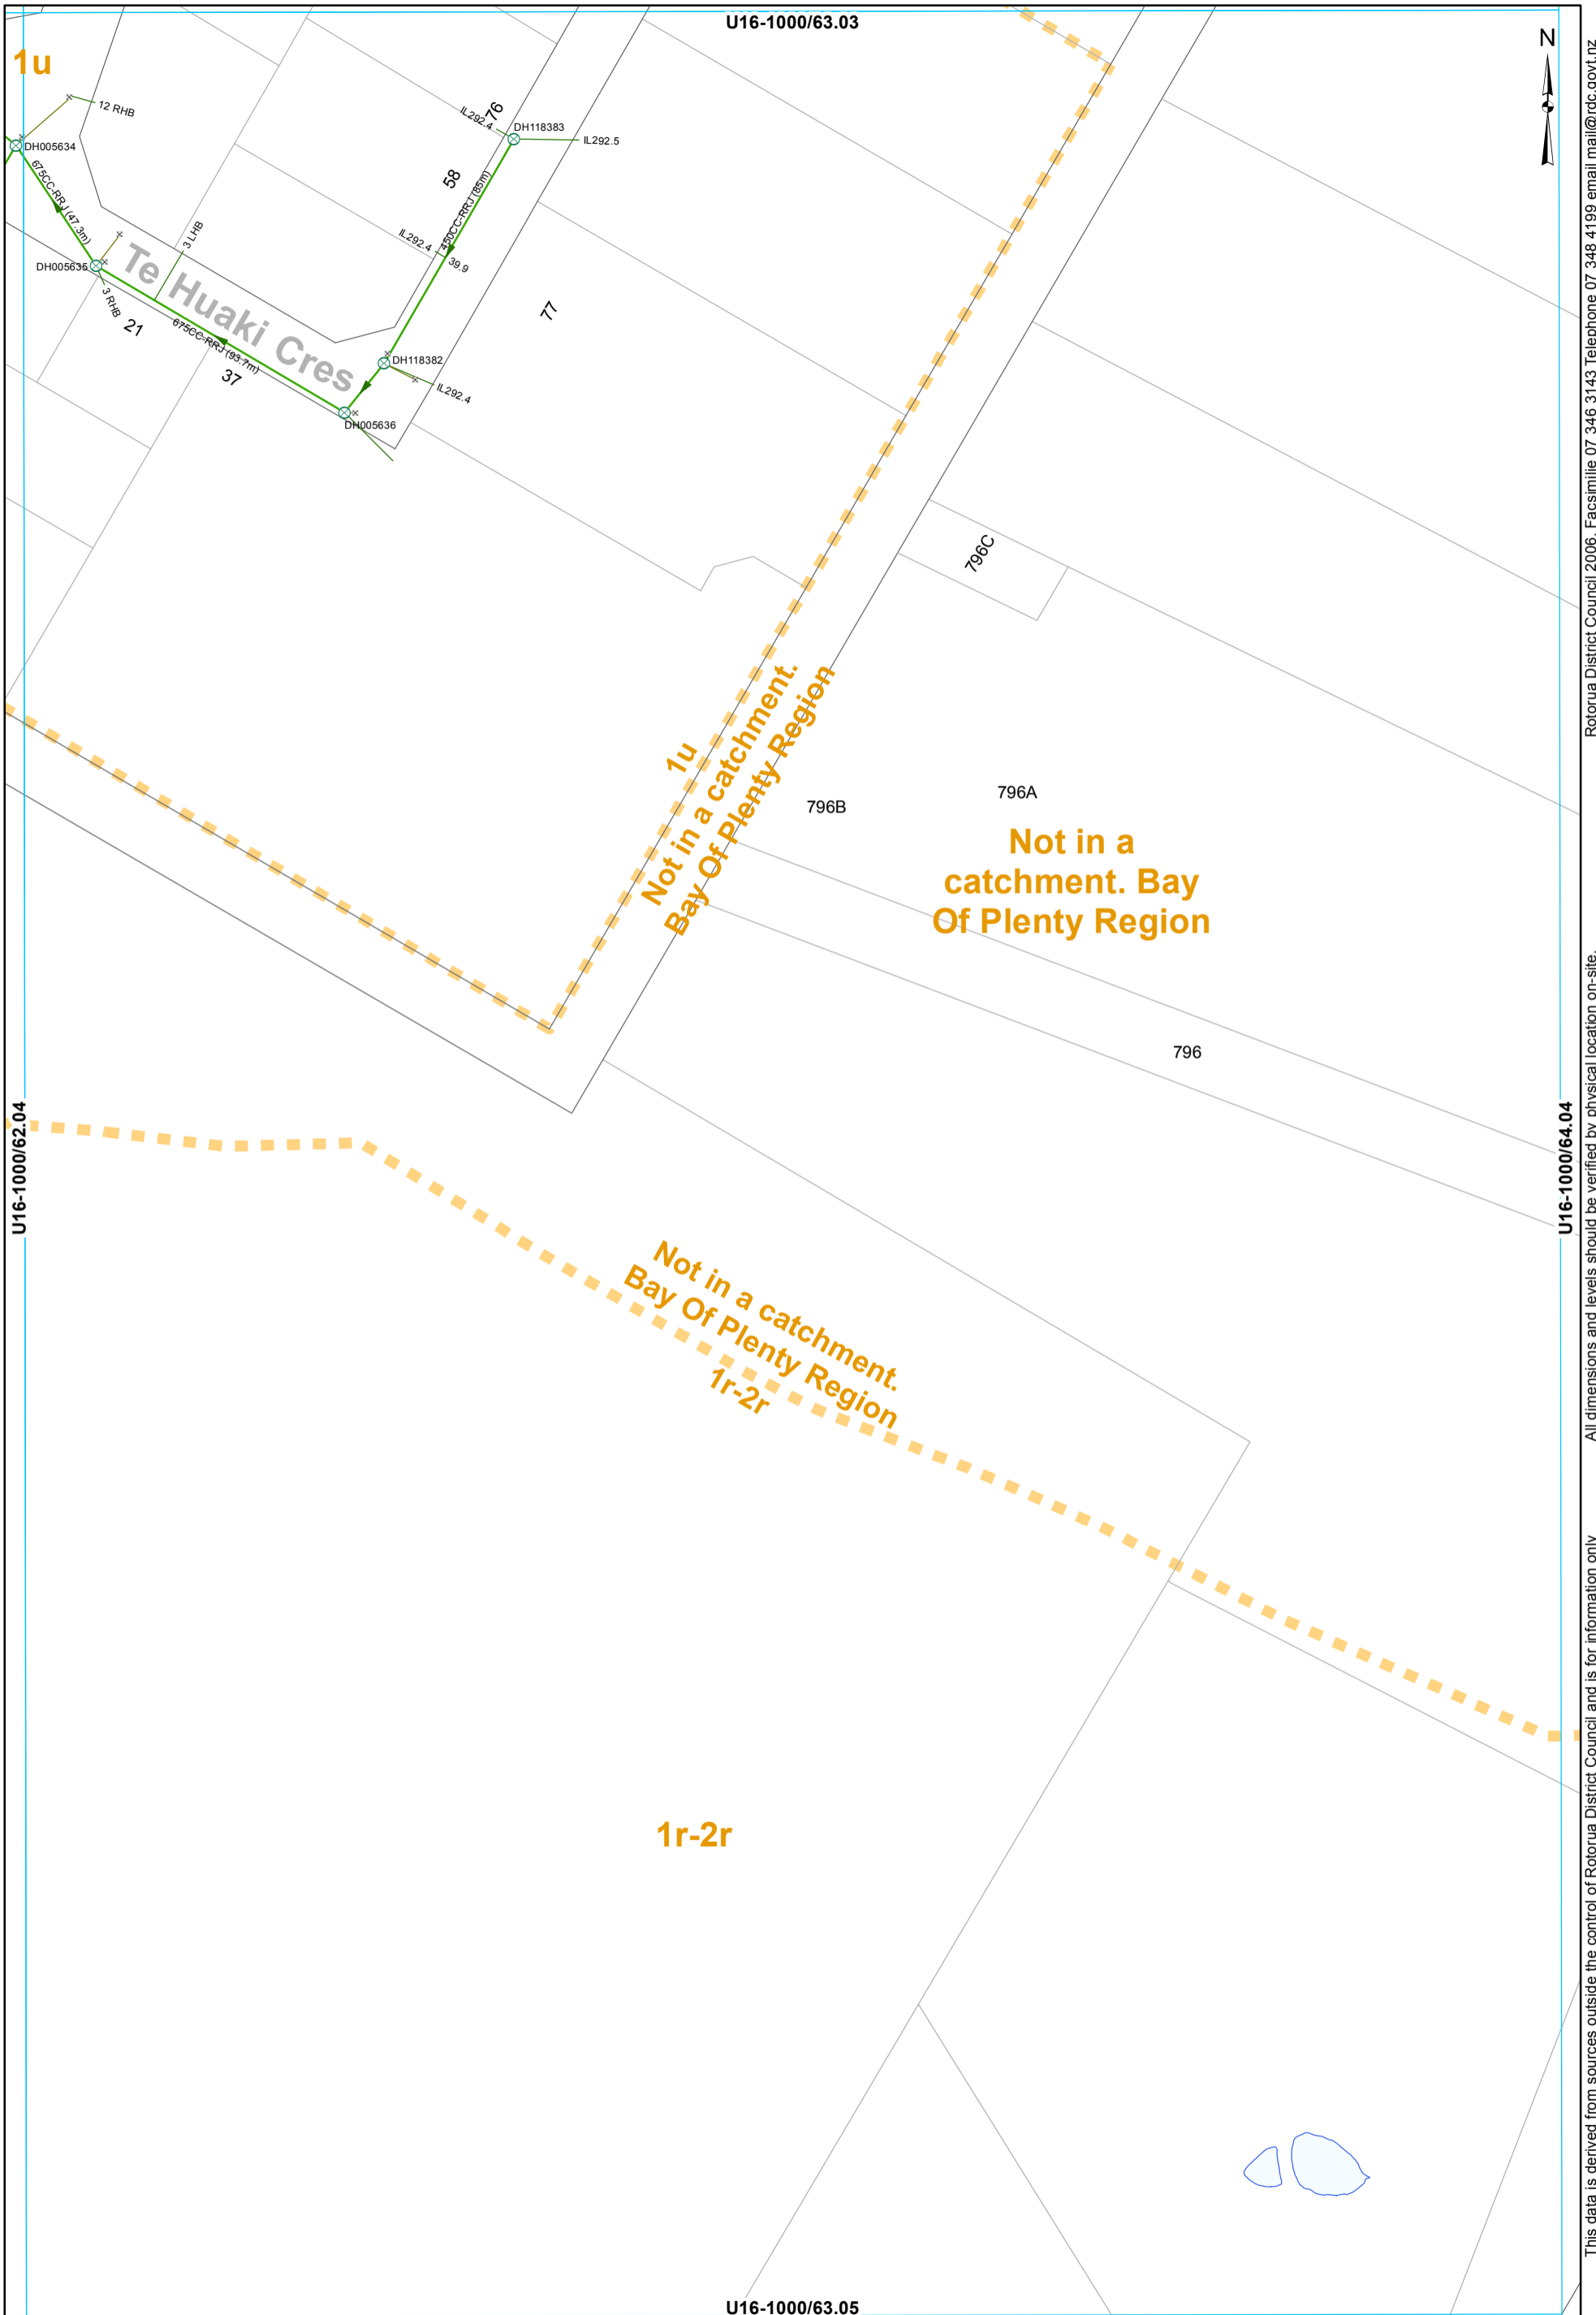 U16-1000/63.03
N
1u
12 RHB
DH005634
675CC-RRJ (47.3m)
IL292.4
76
DH118383
IL292.5
58
450CC-RRJ (85m)
IL292.4
39.9
3 LHB
DH005635
Te Huaki Cres
3 RHB
21
675CC-RRJ (93.7m)
37
77
DH118382
IL292.4
DH005636
796C
1u
Not in a catchment.
Bay Of Plenty Region
796B
796A
Not in a
catchment. Bay
Of Plenty Region
796
U16-1000/62.04
U16-1000/64.04
Not in a catchment.
Bay Of Plenty Region
1r-2r
1r-2r
U16-1000/63.05
This data is derived from sources outside the control of Rotorua District Council and is for information only
All dimensions and levels should be verified by physical location on-site.
Rotorua District Council 2006. Facsimilie 07 346 3143 Telephone 07 348 4199 email mail@rdc.govt.nz